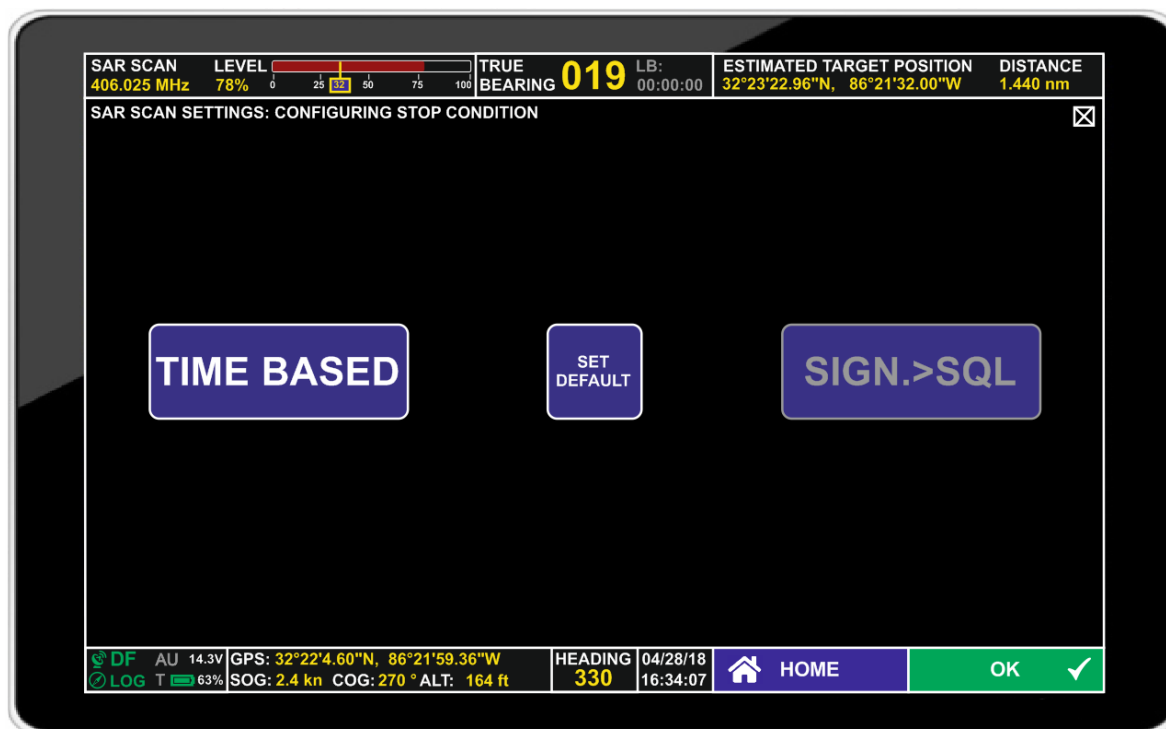 SAR SCAN LEVEL TRUE BEARING 019 LB: ESTIMATED TARGET POSITION DISTANCE
406.025 MHz 78% 0 25 32 50 75 100 00:00:00 32°23'22.96"N, 86°21'32.00"W 1.440 nm
SAR SCAN SETTINGS: CONFIGURING STOP CONDITION
TIME BASED
SET
DEFAULT
SIGN.>SQL
DF AU 14.3V GPS: 32°22'4.60"N, 86°21'59.36"W HEADING 04/28/18 HOME OK
LOG T 63% SOG: 2.4 kn COG: 270 ° ALT: 164 ft 330 16:34:07